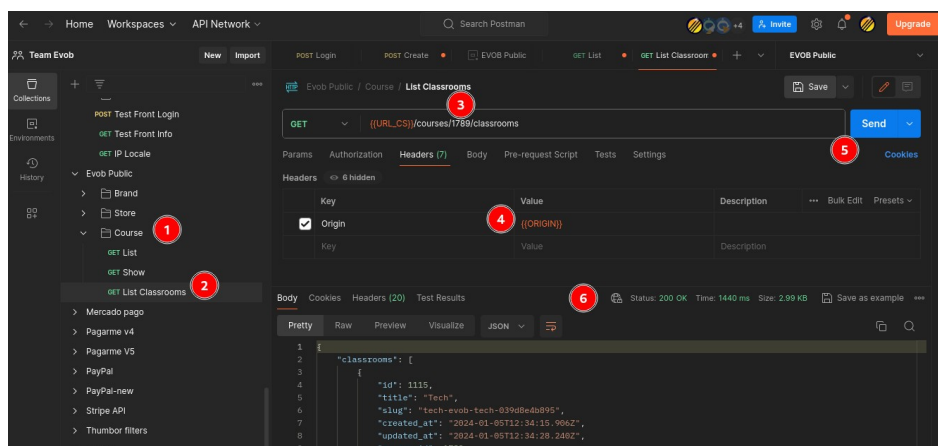 Home Workspaces API Network Search Postman +4 Invite Upgrade
Team Evob New Import POST Login POST Create EVOB Public GET List GET List Classroom EVOB Public
Collections
Environments
History
POST Test Front Login
GET Test Front Info
GET IP Locale
Evob Public
Brand
Store
Course 1
GET List
GET Show
GET List Classrooms 2
Mercado pago
Pagarme v4
Pagarme V5
PayPal
PayPal-new
Stripe API
Thumbor filters
HTTP Evob Public / Course / List Classrooms Save
3
GET {{URL_CS}}/courses/1789/classrooms Send
5
Params Authorization Headers (7) Body Pre-request Script Tests Settings Cookies
Headers 6 hidden
Key Value Description Bulk Edit Presets
Origin 4 {{ORIGIN}}
Key Value Description
Body Cookies Headers (20) Test Results 6 Status: 200 OK Time: 1440 ms Size: 2.99 KB Save as example
Pretty Raw Preview Visualize JSON
1 {
2 "classrooms": [
3 {
4 "id": 1115,
5 "title": "Tech",
6 "slug": "tech-evob-tech-039d8e4b895",
7 "created_at": "2024-01-05T12:34:15.906Z",
8 "updated_at": "2024-01-05T12:34:28.240Z",